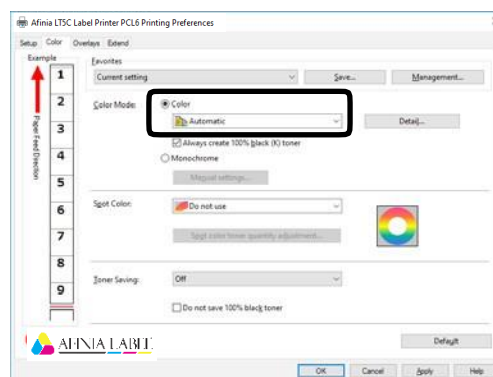 Afinia LT5C Label Printer PCL6 Printing Preferences
Setup Color Overlays Extend
Example
Favorites
Current setting Save... Management...
Color Mode: Color
Automatic Detail...
Always create 100% black (K) toner
Monochrome
Manual settings...
Spot Color: Do not use
Spot color toner quantity adjustment...
Toner Saving: Off
Do not save 100% black toner
Paper Feed Direction
1
2
3
4
5
6
7
8
9
AFINIA LABEL
Default
OK Cancel Apply Help